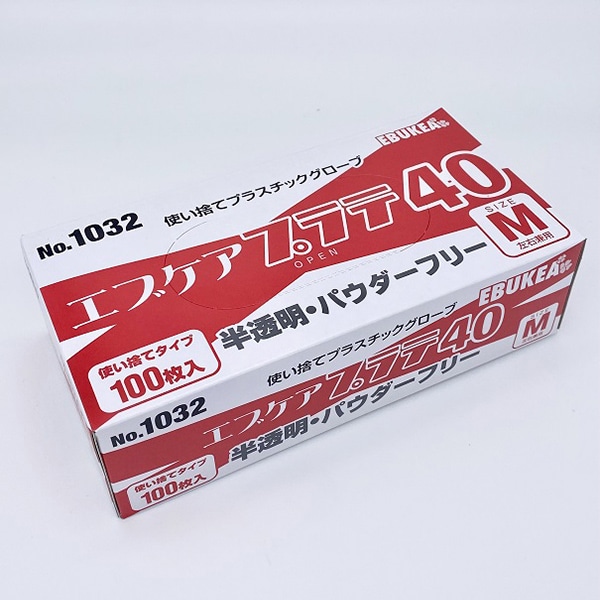 EBUKEA
No.1032
使い捨てプラスチックグローブ
エブケアプラテ40
OPEN
SIZE
M
左右兼用
半透明・パウダーフリー
使い捨てタイプ
100枚入
EBUKEA
No.1032
使い捨てプラスチックグローブ
エブケアプラテ40
SIZE
M
半透明・パウダーフリー
使い捨てタイプ
100枚入